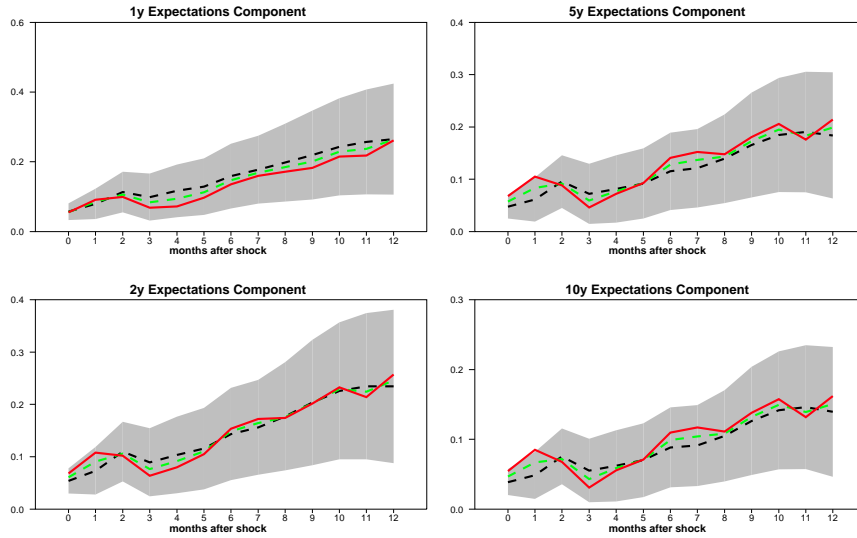 1y Expectations Component
0.6
0.4
0.2
0.0
0 1 2 3 4 5 6 7 8 9 10 11 12
months after shock
5y Expectations Component
0.4
0.3
0.2
0.1
0.0
0 1 2 3 4 5 6 7 8 9 10 11 12
months after shock
2y Expectations Component
0.4
0.3
0.2
0.1
0.0
0 1 2 3 4 5 6 7 8 9 10 11 12
months after shock
10y Expectations Component
0.3
0.2
0.1
0.0
0 1 2 3 4 5 6 7 8 9 10 11 12
months after shock